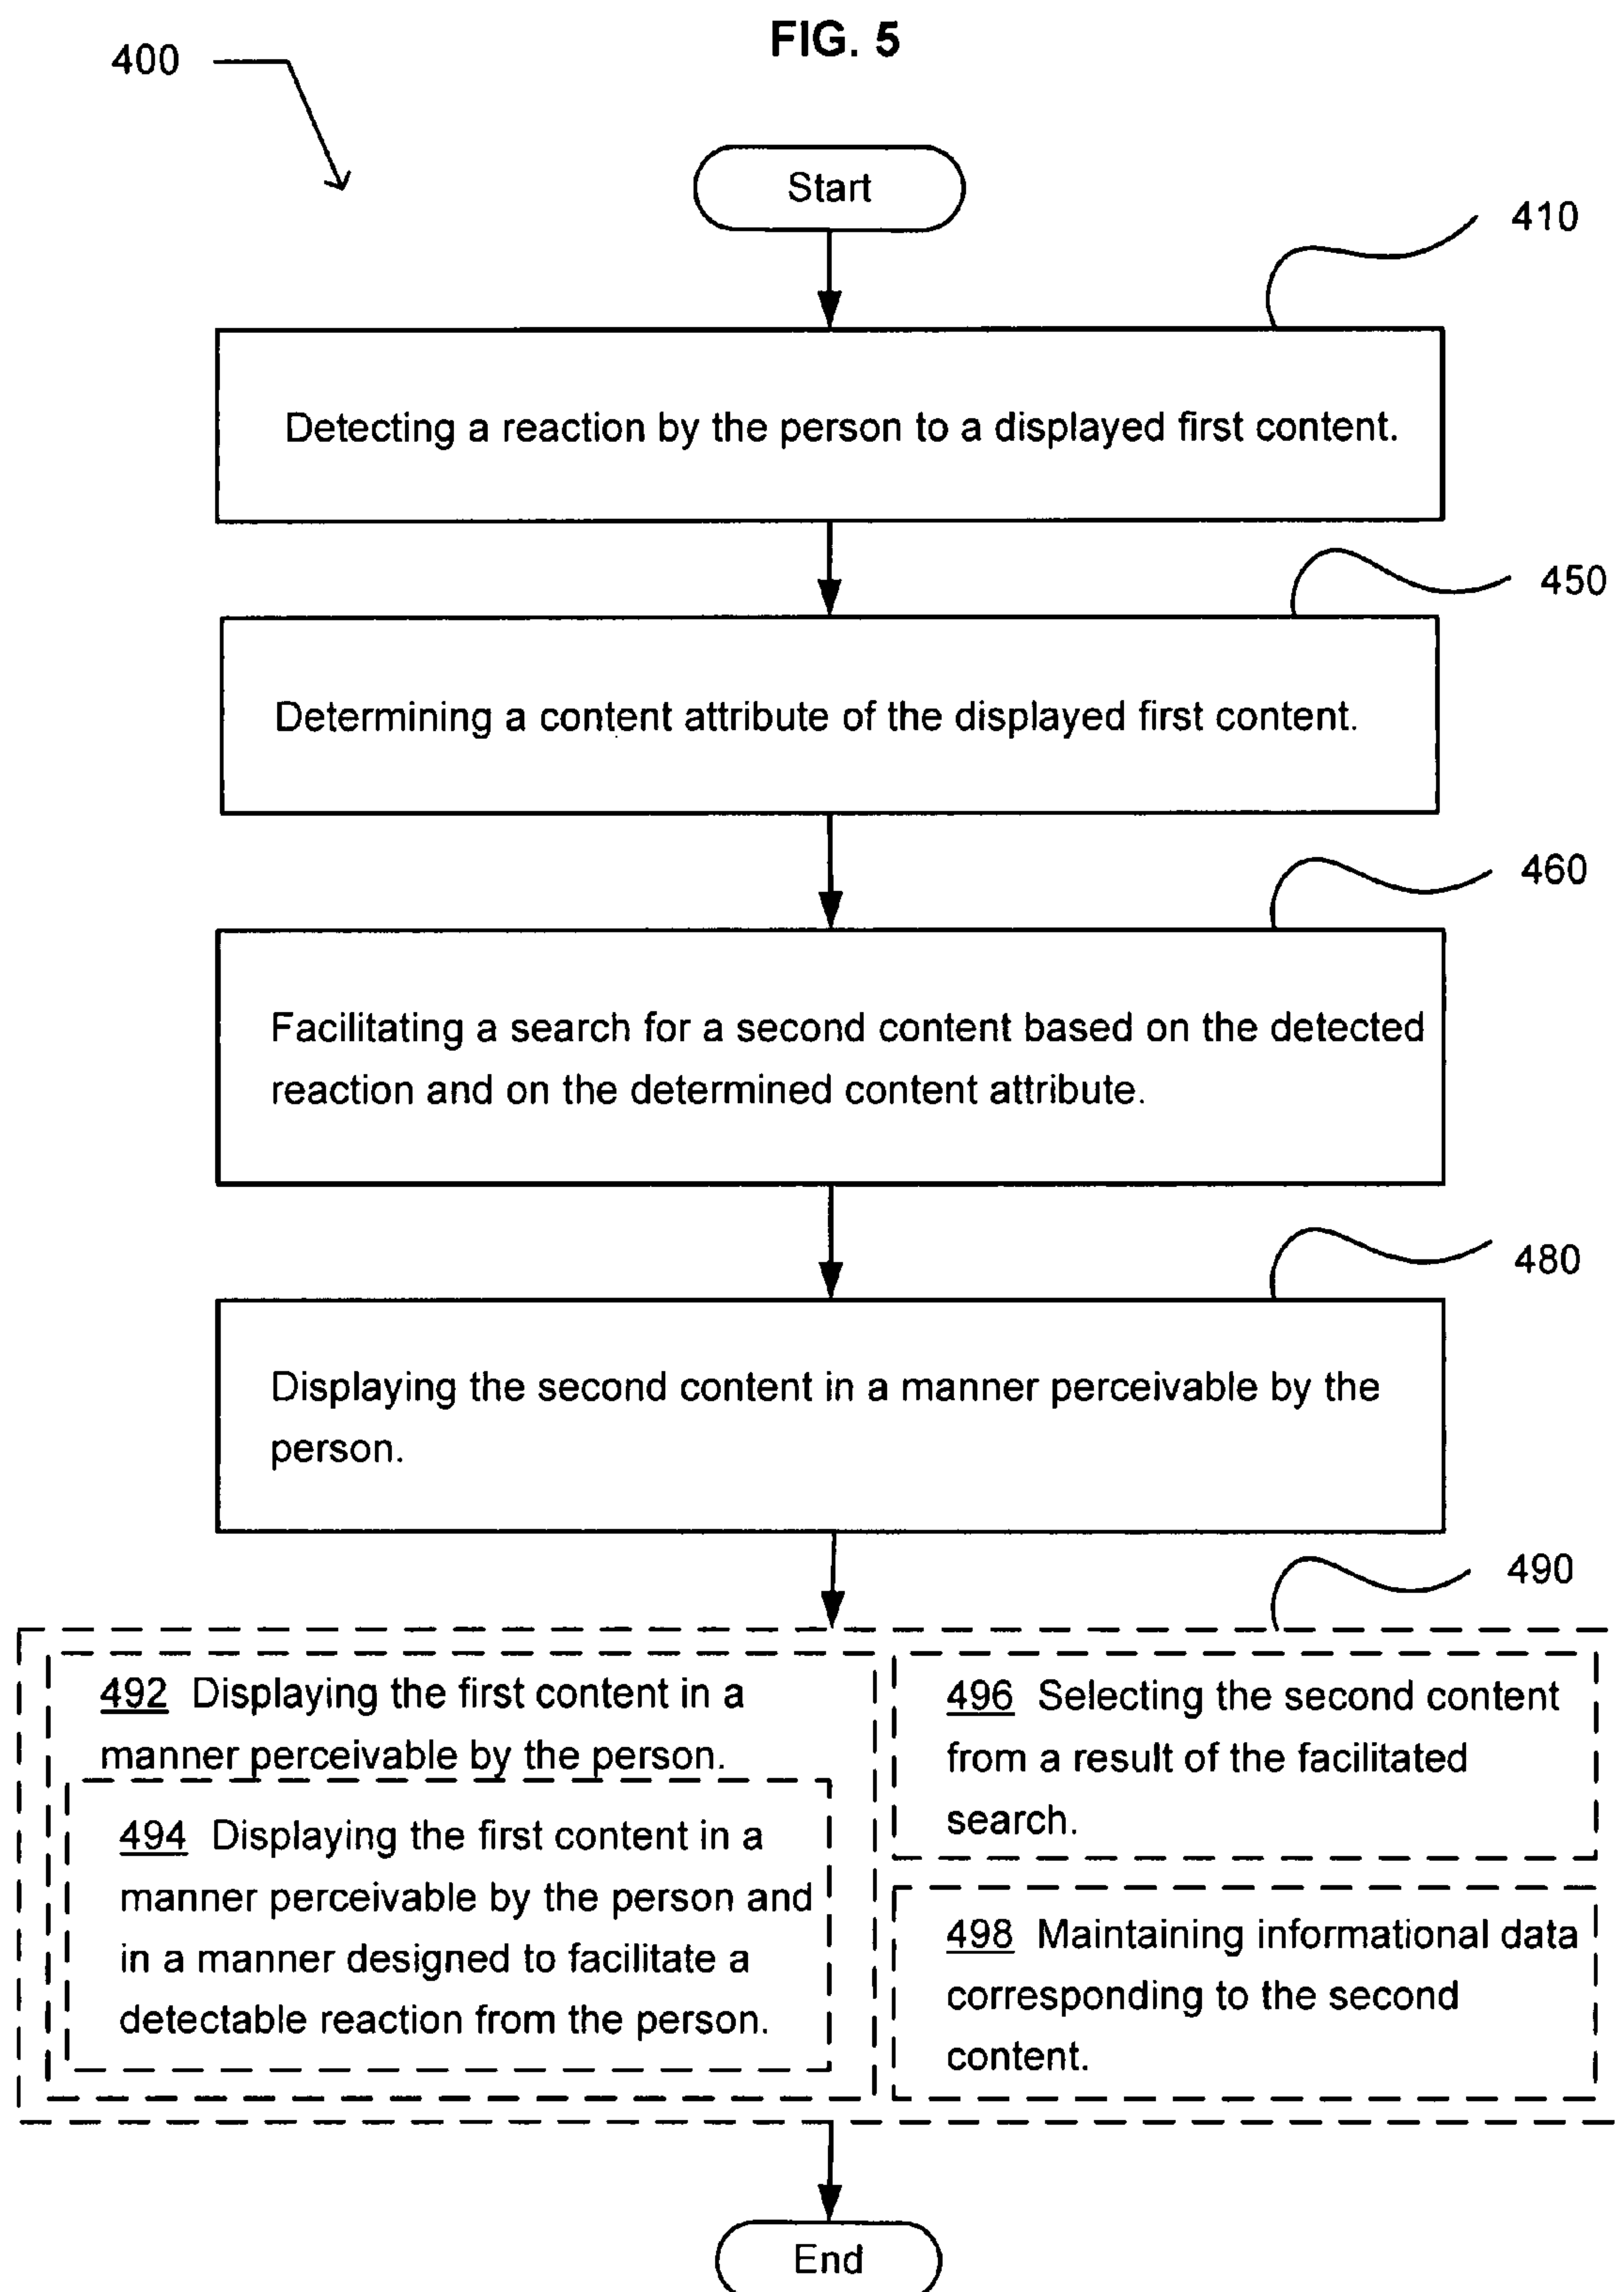 FIG. 5
400
Start
410
Detecting a reaction by the person to a displayed first content.
450
Determining a content attribute of the displayed first content.
460
Facilitating a search for a second content based on the detected
reaction and on the determined content attribute.
480
Displaying the second content in a manner perceivable by the
person.
490
492 Displaying the first content in a
manner perceivable by the person.
494 Displaying the first content in a
manner perceivable by the person and
in a manner designed to facilitate a
detectable reaction from the person.
496 Selecting the second content
from a result of the facilitated
search.
498 Maintaining informational data
corresponding to the second
content.
End